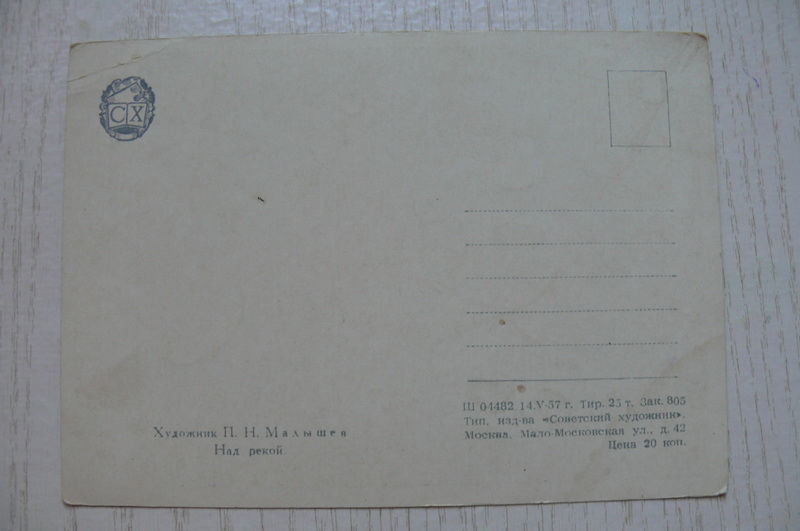 СХ
Художник П. Н. Малышев
Над рекой
Ш 04482 14.V-57 г. Тир. 25 т. Зак. 805
Тип. изд-ва «Советский художник».
Москва, Мало-Московская ул., д. 42
Цена 20 коп.